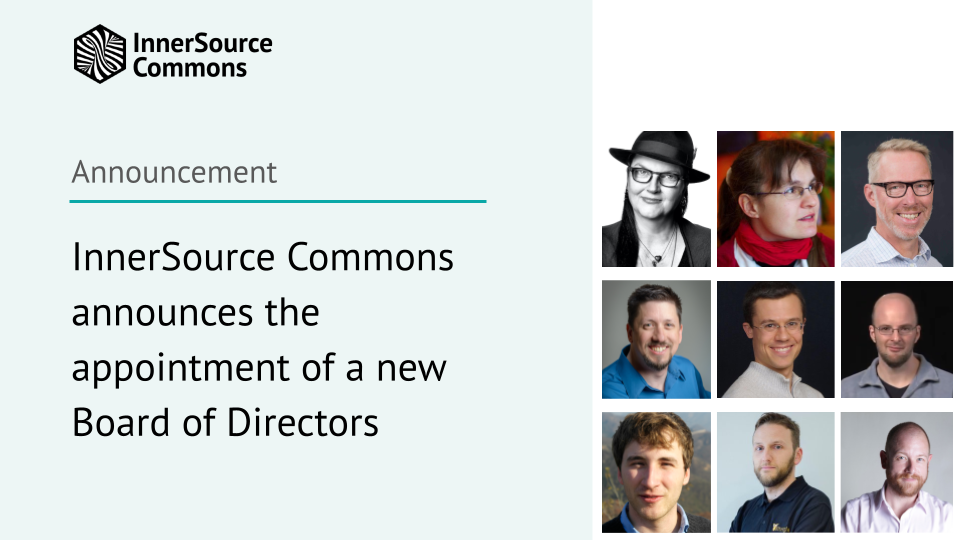 InnerSource
Commons
Announcement
InnerSource Commons
announces the
appointment of a new
Board of Directors